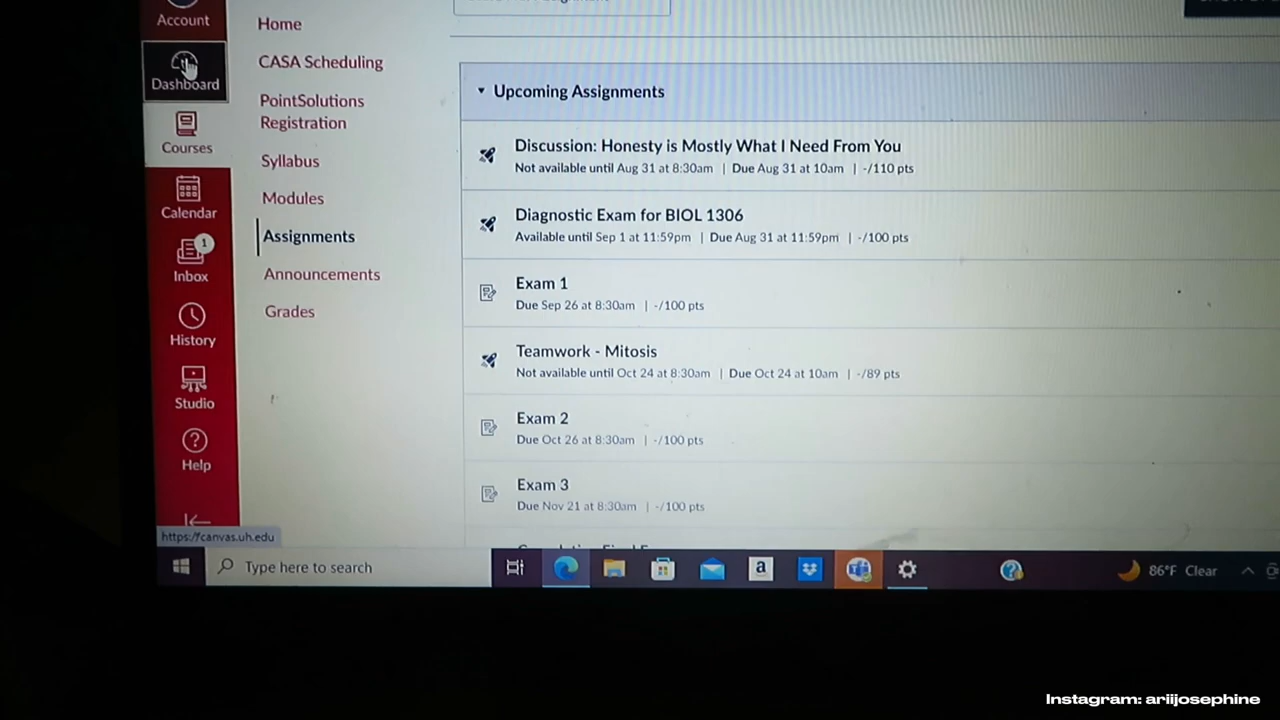 Account
Dashboard
Courses
Calendar
1
Inbox
History
Studio
Help
Home
CASA Scheduling
PointSolutions
Registration
Syllabus
Modules
Assignments
Announcements
Grades
Upcoming Assignments
Discussion: Honesty is Mostly What I Need From You
Not available until Aug 31 at 8:30am | Due Aug 31 at 10am | -/110 pts
Diagnostic Exam for BIOL 1306
Available until Sep 1 at 11:59pm | Due Aug 31 at 11:59pm | -/100 pts
Exam 1
Due Sep 26 at 8:30am | -/100 pts
Teamwork - Mitosis
Not available until Oct 24 at 8:30am | Due Oct 24 at 10am | -/89 pts
Exam 2
Due Oct 26 at 8:30am | -/100 pts
Exam 3
Due Nov 21 at 8:30am | -/100 pts
https://canvas.uh.edu
Type here to search
a
86°F Clear
Instagram: ariijosephine